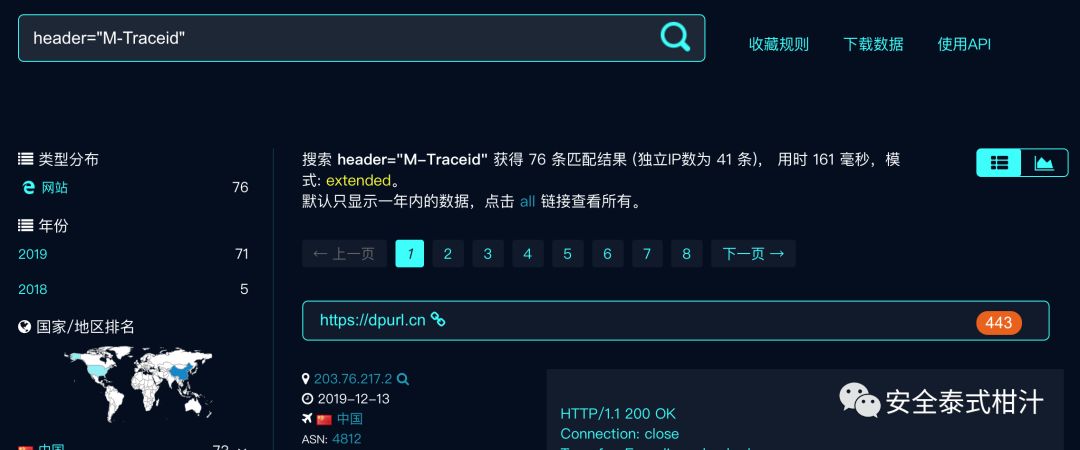 header="M-Traceid"
收藏规则 下载数据 使用API
类型分布
网站 76
年份
2019 71
2018 5
国家/地区排名
中国
搜索 header="M-Traceid" 获得 76 条匹配结果 (独立IP数为 41 条)， 用时 161 毫秒，模
式: extended。
默认只显示一年内的数据，点击 all 链接查看所有。
← 上一页 1 2 3 4 5 6 7 8 下一页 →
https://dpurl.cn 443
203.76.217.2
2019-12-13
中国
ASN: 4812
HTTP/1.1 200 OK
Connection: close
安全泰式柑汁